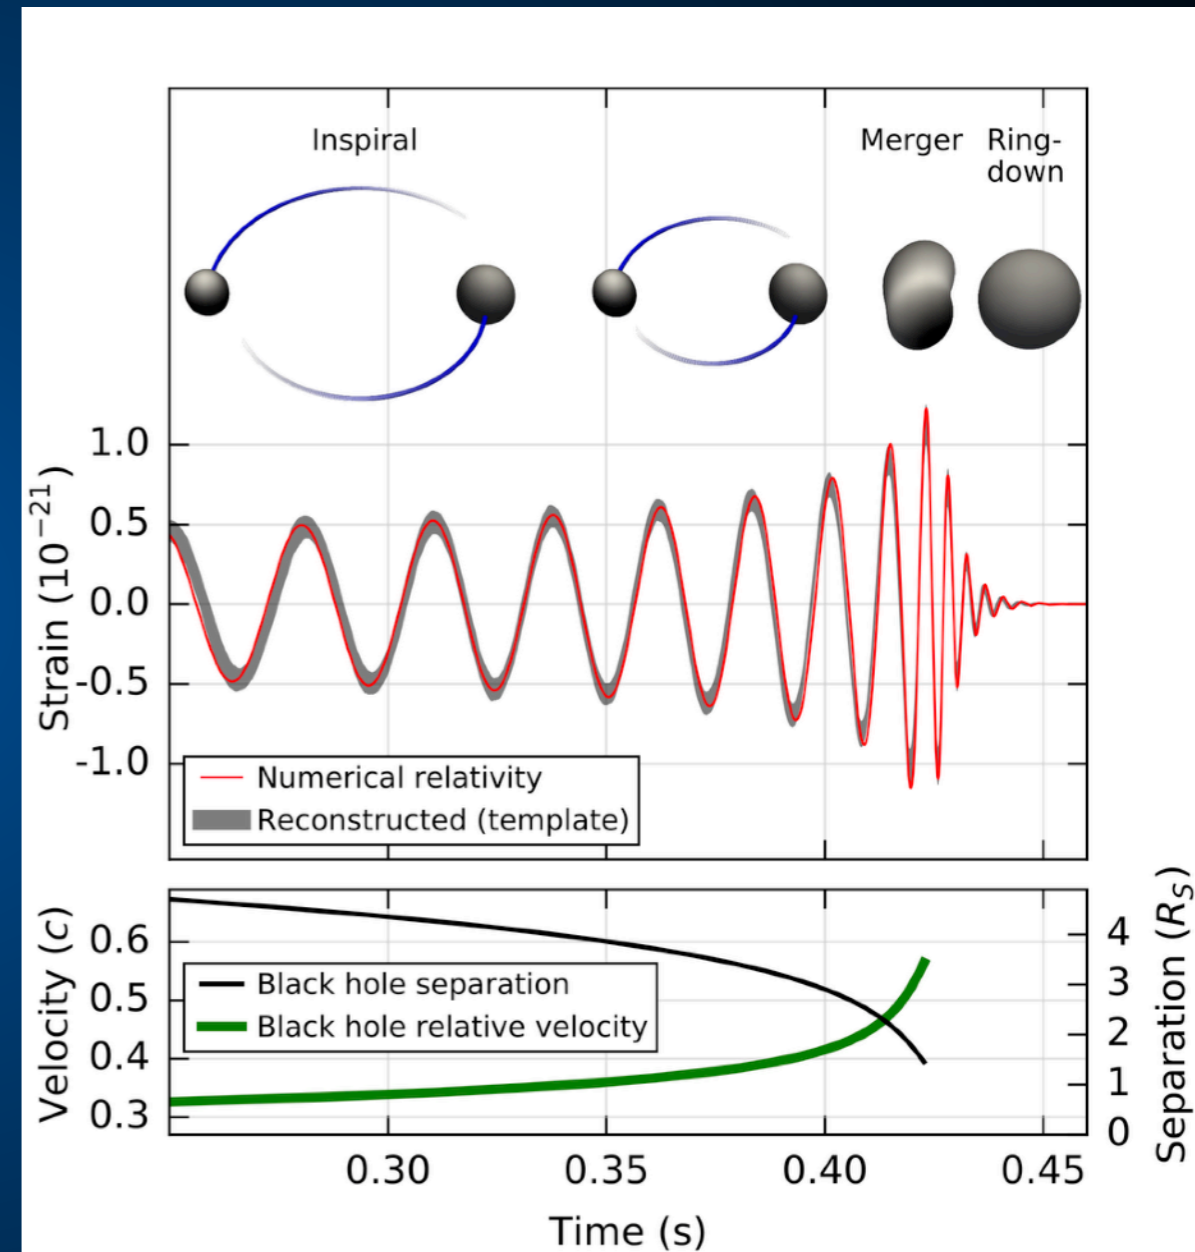 Inspiral
Merger
Ring-
down
Strain (10⁻²¹)
1.0
0.5
0.0
-0.5
-1.0
Numerical relativity
Reconstructed (template)
Velocity (c)
0.6
0.5
0.4
0.3
Black hole separation
Black hole relative velocity
4
3
2
1
0
Separation (R_S)
0.30 0.35 0.40 0.45
Time (s)